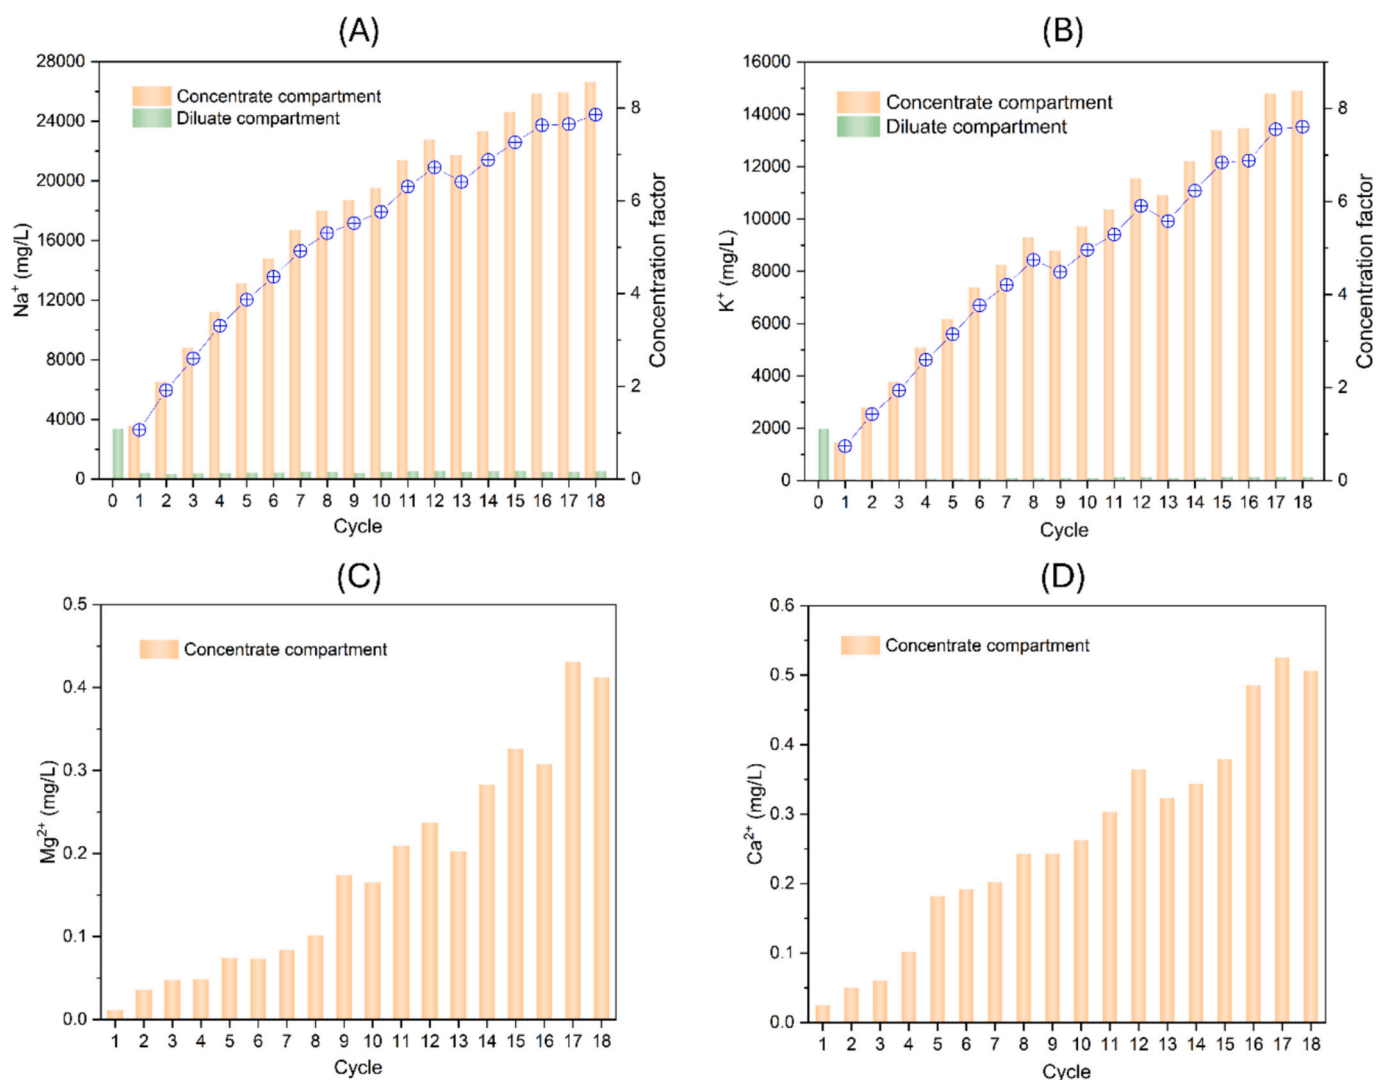 (A)
28000
24000
20000
16000
12000
8000
4000
0
Na⁺ (mg/L)
Concentrate compartment
Diluate compartment
8
6
4
2
0
Concentration factor
0 1 2 3 4 5 6 7 8 9 10 11 12 13 14 15 16 17 18
Cycle
(B)
16000
14000
12000
10000
8000
6000
4000
2000
0
K⁺ (mg/L)
Concentrate compartment
Diluate compartment
8
6
4
2
0
Concentration factor
0 1 2 3 4 5 6 7 8 9 10 11 12 13 14 15 16 17 18
Cycle
(C)
0.5
0.4
0.3
0.2
0.1
0.0
Mg²⁺ (mg/L)
Concentrate compartment
1 2 3 4 5 6 7 8 9 10 11 12 13 14 15 16 17 18
Cycle
(D)
0.6
0.5
0.4
0.3
0.2
0.1
0.0
Ca²⁺ (mg/L)
Concentrate compartment
1 2 3 4 5 6 7 8 9 10 11 12 13 14 15 16 17 18
Cycle